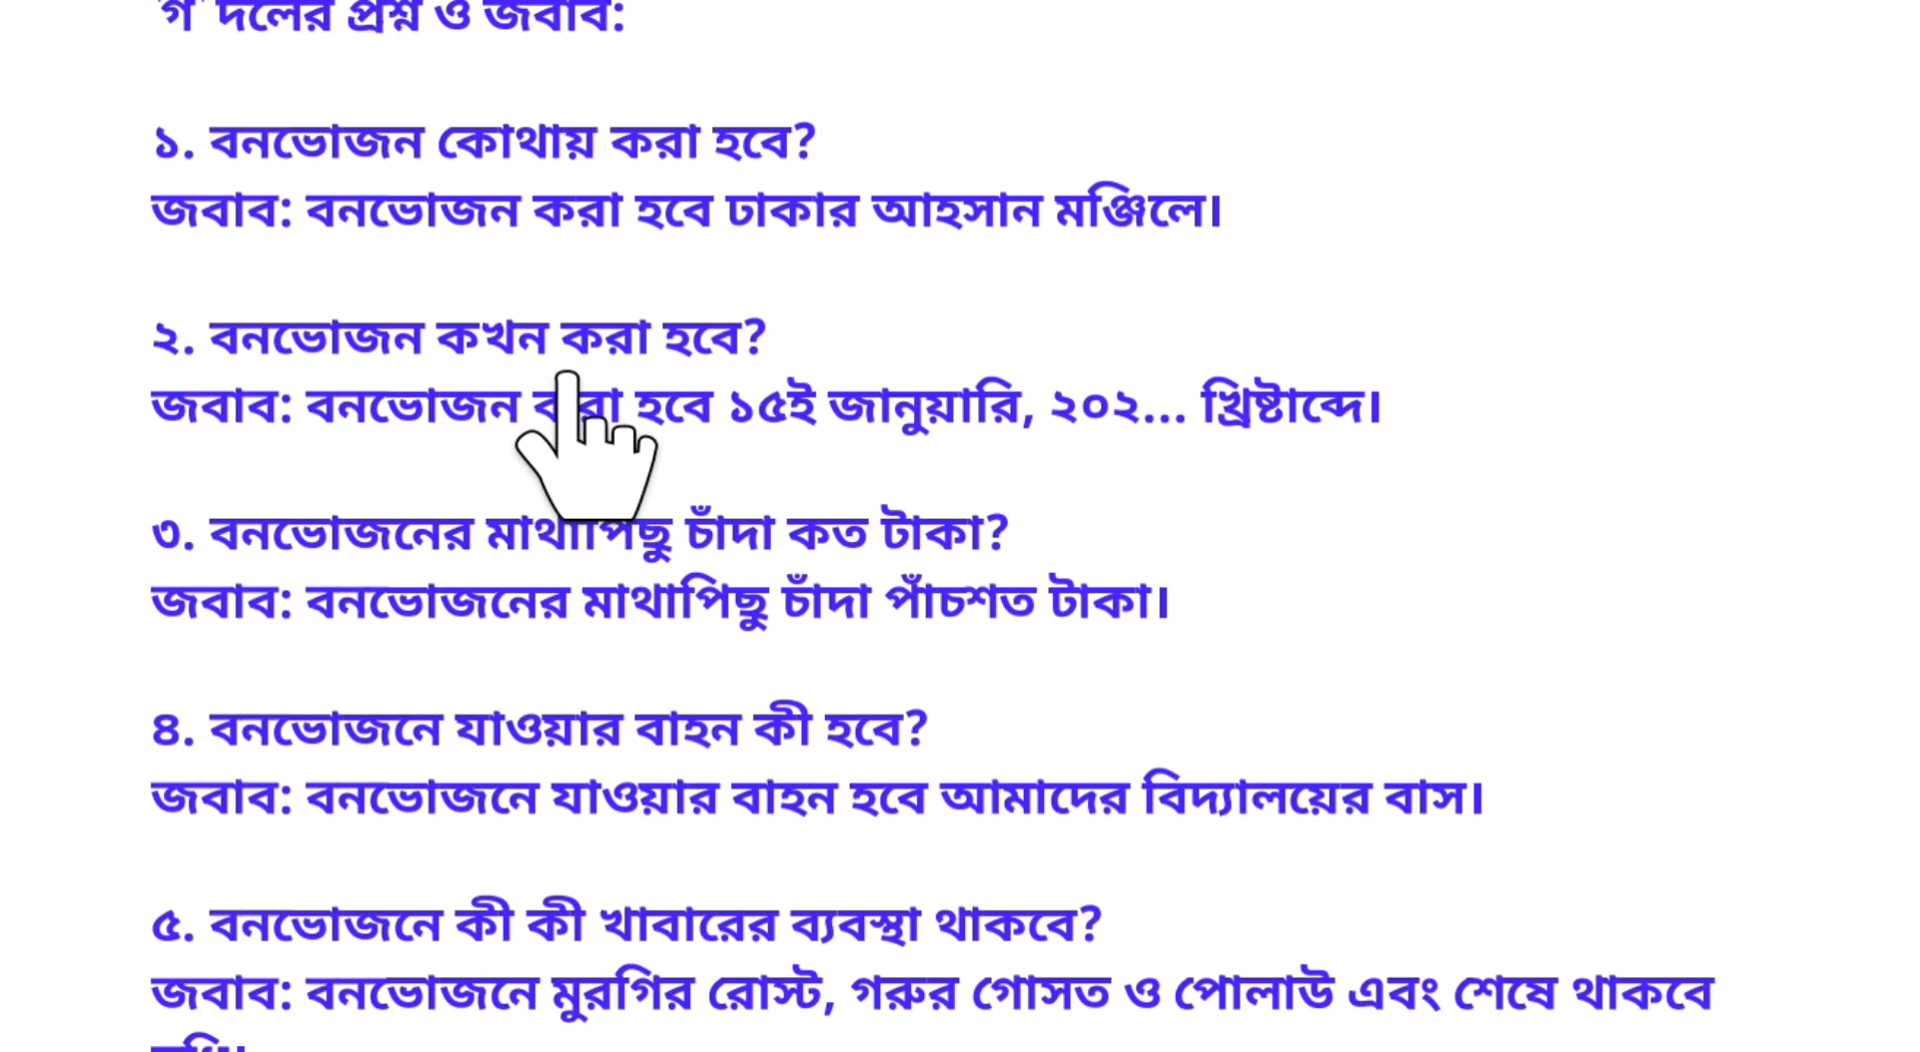 'গ' দলের প্রশ্ন ও জবাব:
১. বনভোজন কোথায় করা হবে?
জবাব: বনভোজন করা হবে ঢাকার আহসান মঞ্জিলে।
২. বনভোজন কখন করা হবে?
জবাব: বনভোজন করা হবে ১৫ই জানুয়ারি, ২০২... খ্রিষ্টাব্দে।
৩. বনভোজনের মাথাপিছু চাঁদা কত টাকা?
জবাব: বনভোজনের মাথাপিছু চাঁদা পাঁচশত টাকা।
৪. বনভোজনে যাওয়ার বাহন কী হবে?
জবাব: বনভোজনে যাওয়ার বাহন হবে আমাদের বিদ্যালয়ের বাস।
৫. বনভোজনে কী কী খাবারের ব্যবস্থা থাকবে?
জবাব: বনভোজনে মুরগির রোস্ট, গরুর গোসত ও পোলাউ এবং শেষে থাকবে